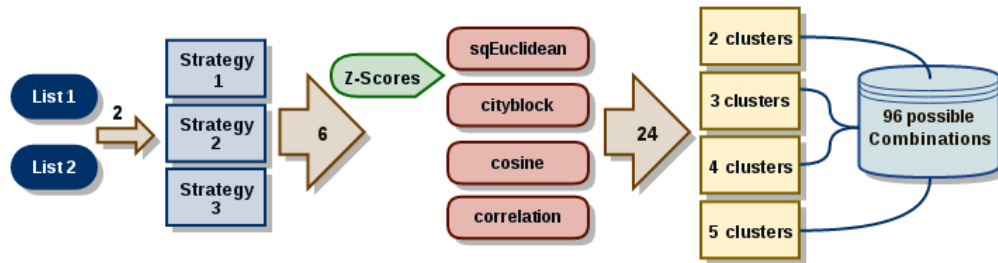 List 1
List 2
2
Strategy
1
Strategy
2
Strategy
3
6
Z-Scores
sqEuclidean
cityblock
cosine
correlation
24
2 clusters
3 clusters
4 clusters
5 clusters
96 possible
Combinations